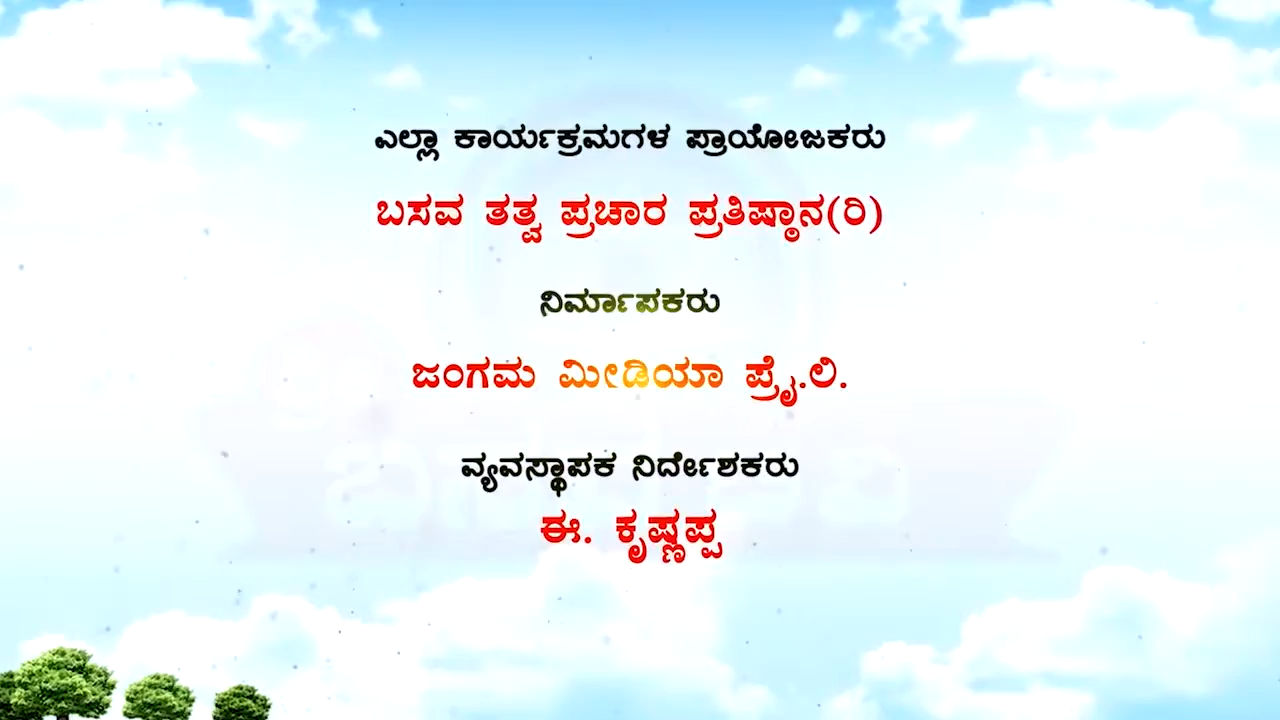 ಎಲ್ಲಾ ಕಾರ್ಯಕ್ರಮಗಳ ಪ್ರಾಯೋಜಕರು
ಬಸವ ತತ್ವ ಪ್ರಚಾರ ಪ್ರತಿಷ್ಠಾನ(ರಿ)
ನಿರ್ಮಾಪಕರು
ಜಂಗಮ ಮೀಡಿಯಾ ಪ್ರೈ.ಲಿ.
ವ್ಯವಸ್ಥಾಪಕ ನಿರ್ದೇಶಕರು
ಈ. ಕೃಷ್ಣಪ್ಪ